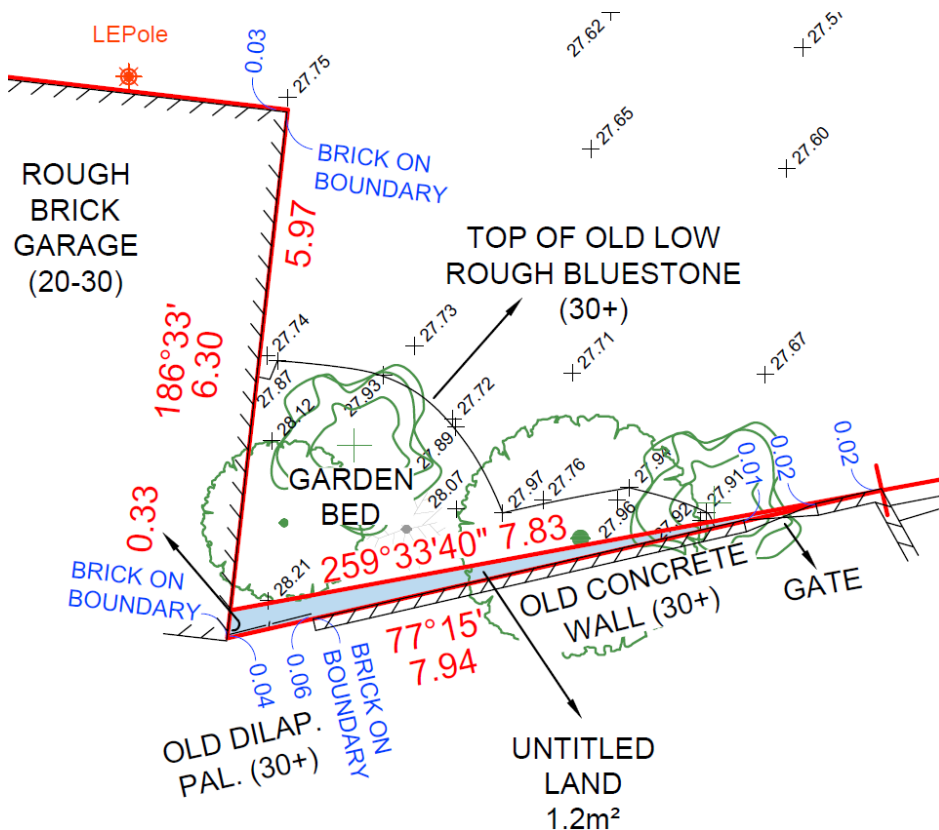 LEPole
0.03
27.75
27.62
27.57
27.65
27.60
BRICK ON
BOUNDARY
ROUGH
BRICK
GARAGE
(20-30)
5.97
TOP OF OLD LOW
ROUGH BLUESTONE
(30+)
186°33'
6.30
27.74
27.73
27.71
27.67
27.87
27.93
27.72
28.12
27.89
GARDEN
BED
28.07
27.97
27.76
27.94
27.91
27.96
27.92
0.01
0.02
0.02
0.33
259°33'40" 7.83
28.21
BRICK ON
BOUNDARY
OLD CONCRETE
WALL (30+)
GATE
77°15'
7.94
0.04
0.06
BRICK ON
BOUNDARY
OLD DILAP.
PAL. (30+)
UNTITLED
LAND
1.2m²